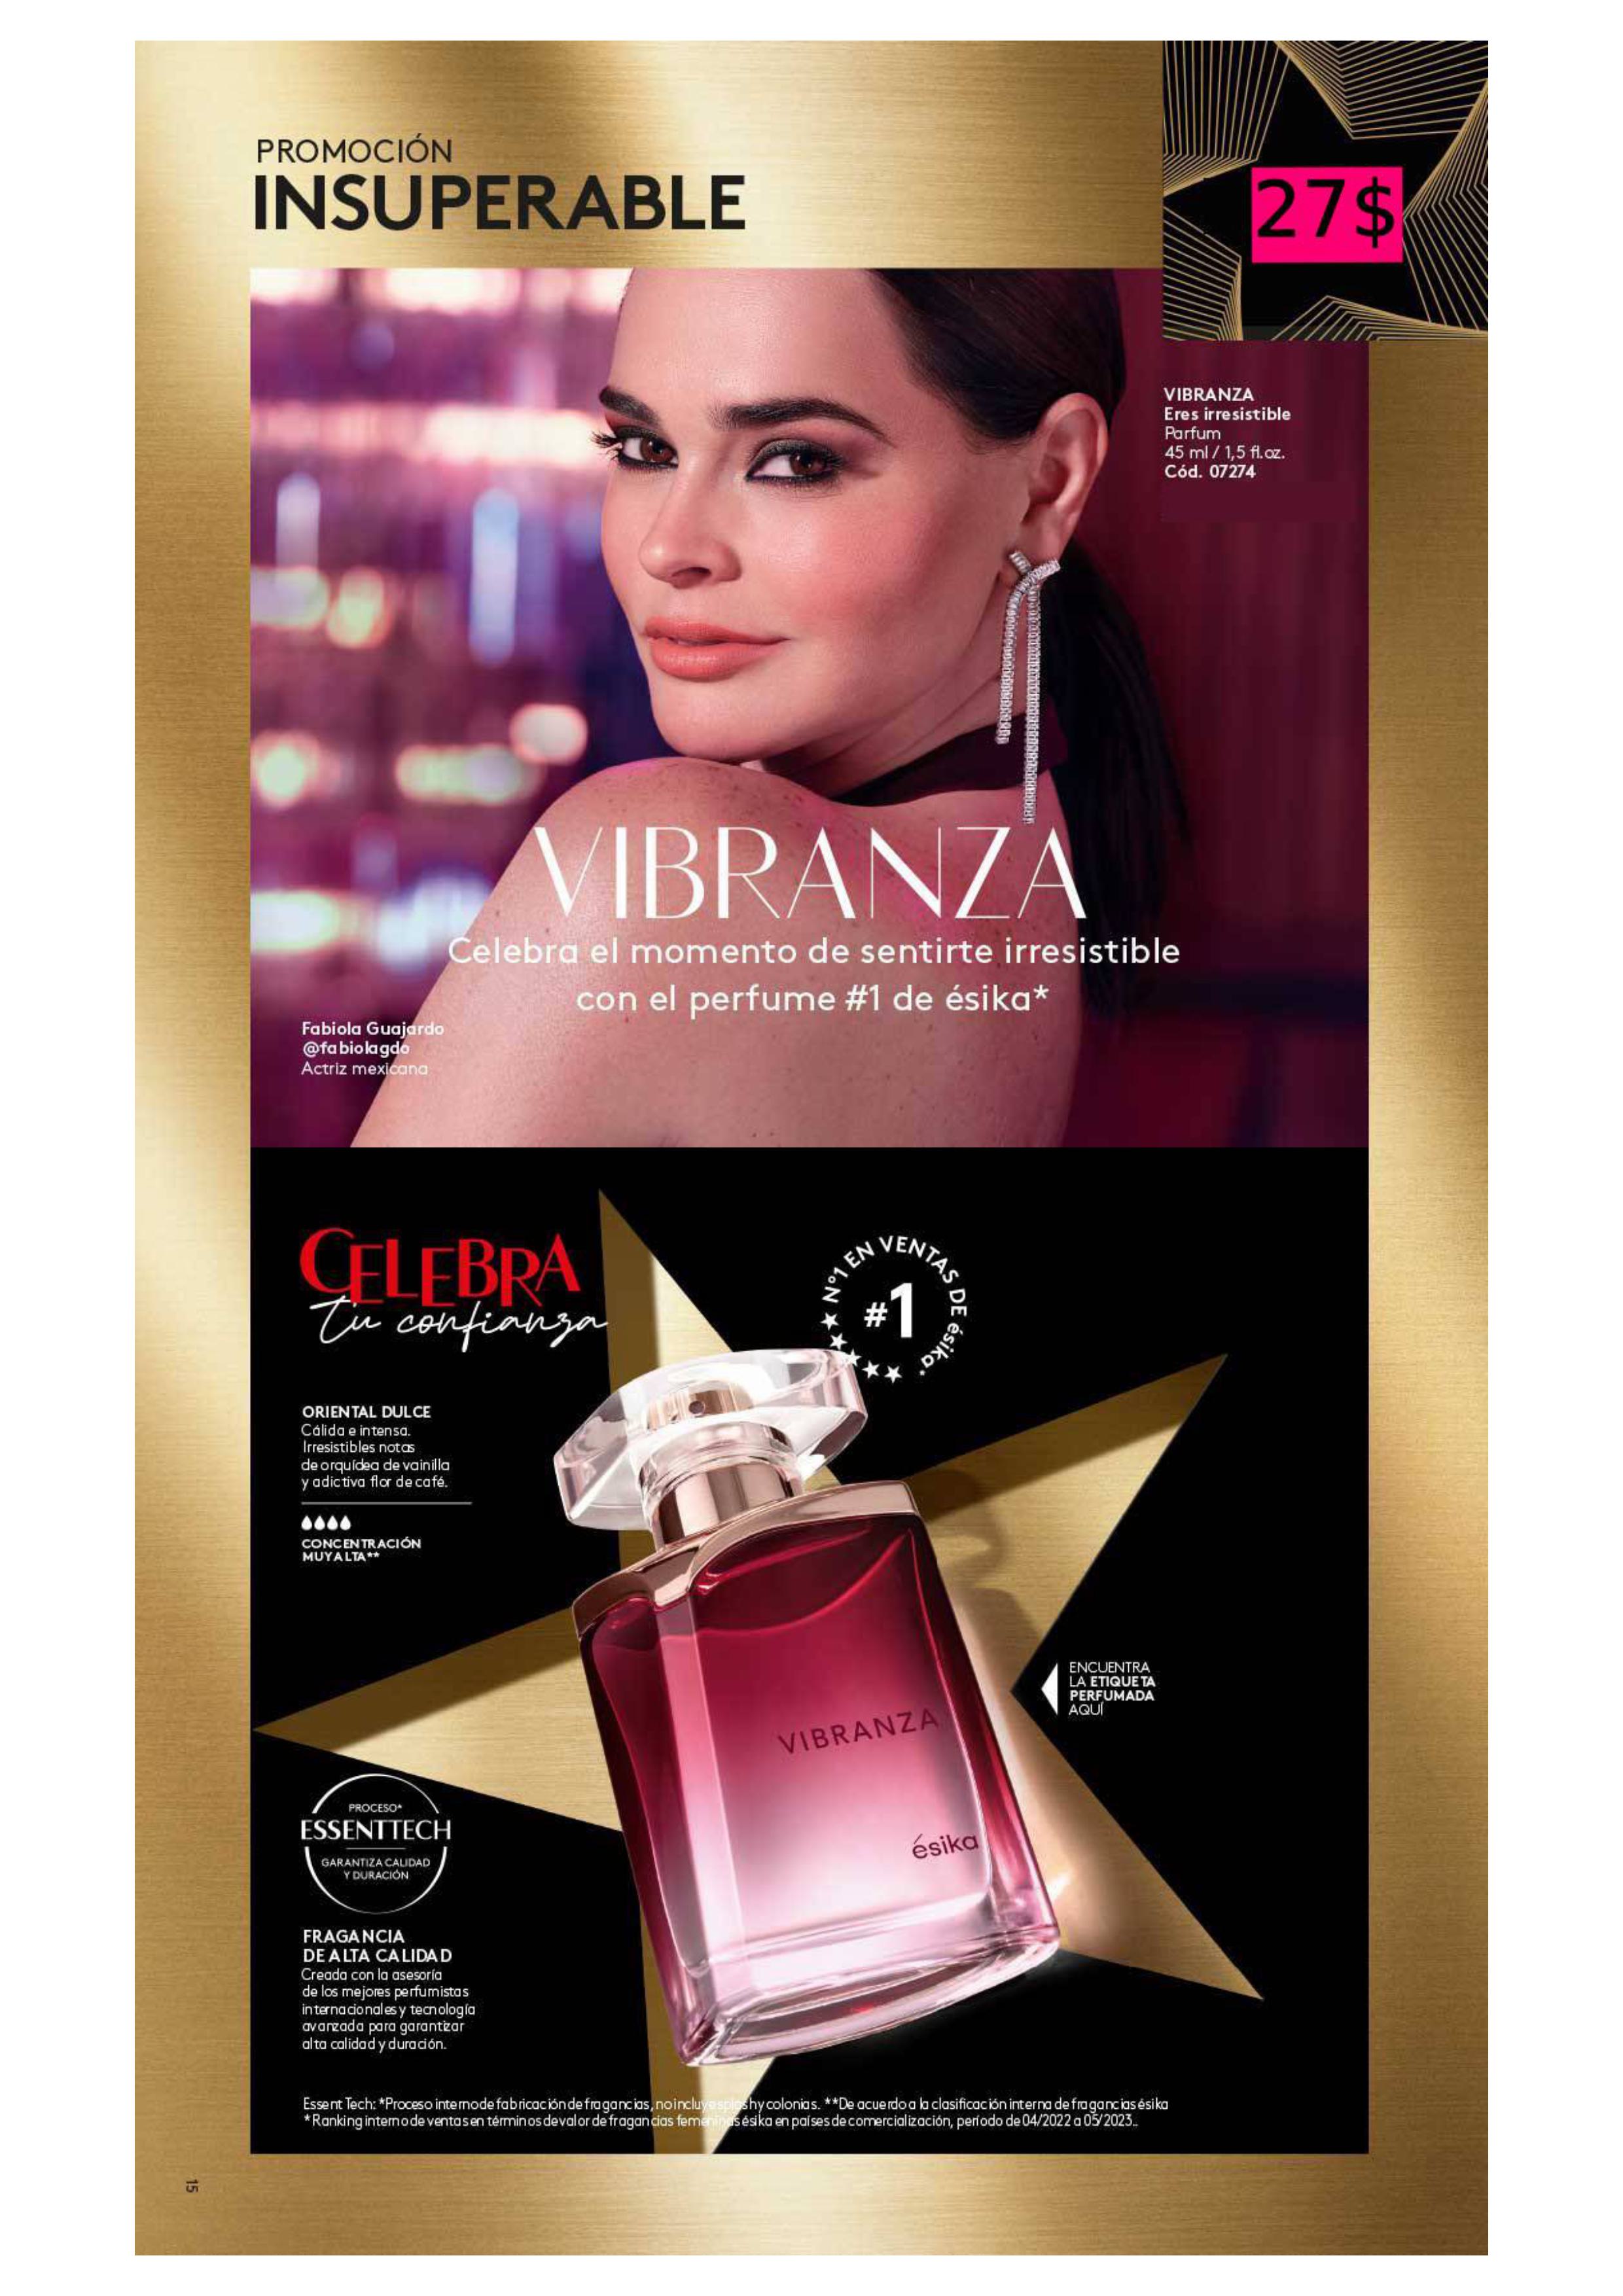 PROMOCIÓN
INSUPERABLE
27$
VIBRANZA
Eres irresistible
Parfum
45 ml / 1,5 fl.oz.
Cód. 07274
VIBRANZA
Celebra el momento de sentirte irresistible
con el perfume #1 de ésika*
Fabiola Guajardo
@fabiolagdo
Actriz mexicana
CELEBRA
Tu confianza
Nº1 EN VENTAS DE ésika*
#1
ORIENTAL DULCE
Cálida e intensa.
Irresistibles notas
de orquídea de vainilla
y adictiva flor de café.
CONCENTRACIÓN
MUY ALTA**
ENCUENTRA
LA ETIQUETA
PERFUMADA
AQUÍ
VIBRANZA
ésika
PROCESO*
ESSENTTECH
GARANTIZA CALIDAD
Y DURACIÓN
FRAGANCIA
DE ALTA CALIDAD
Creada con la asesoría
de los mejores perfumistas
internacionales y tecnología
avanzada para garantizar
alta calidad y duración.
Essent Tech: *Proceso interno de fabricación de fragancias, no incluye splash y colonias. **De acuerdo a la clasificación interna de fragancias ésika
*Ranking interno de ventas en términos de valor de fragancias femeninas ésika en países de comercialización, período de 04/2022 a 05/2023..
15